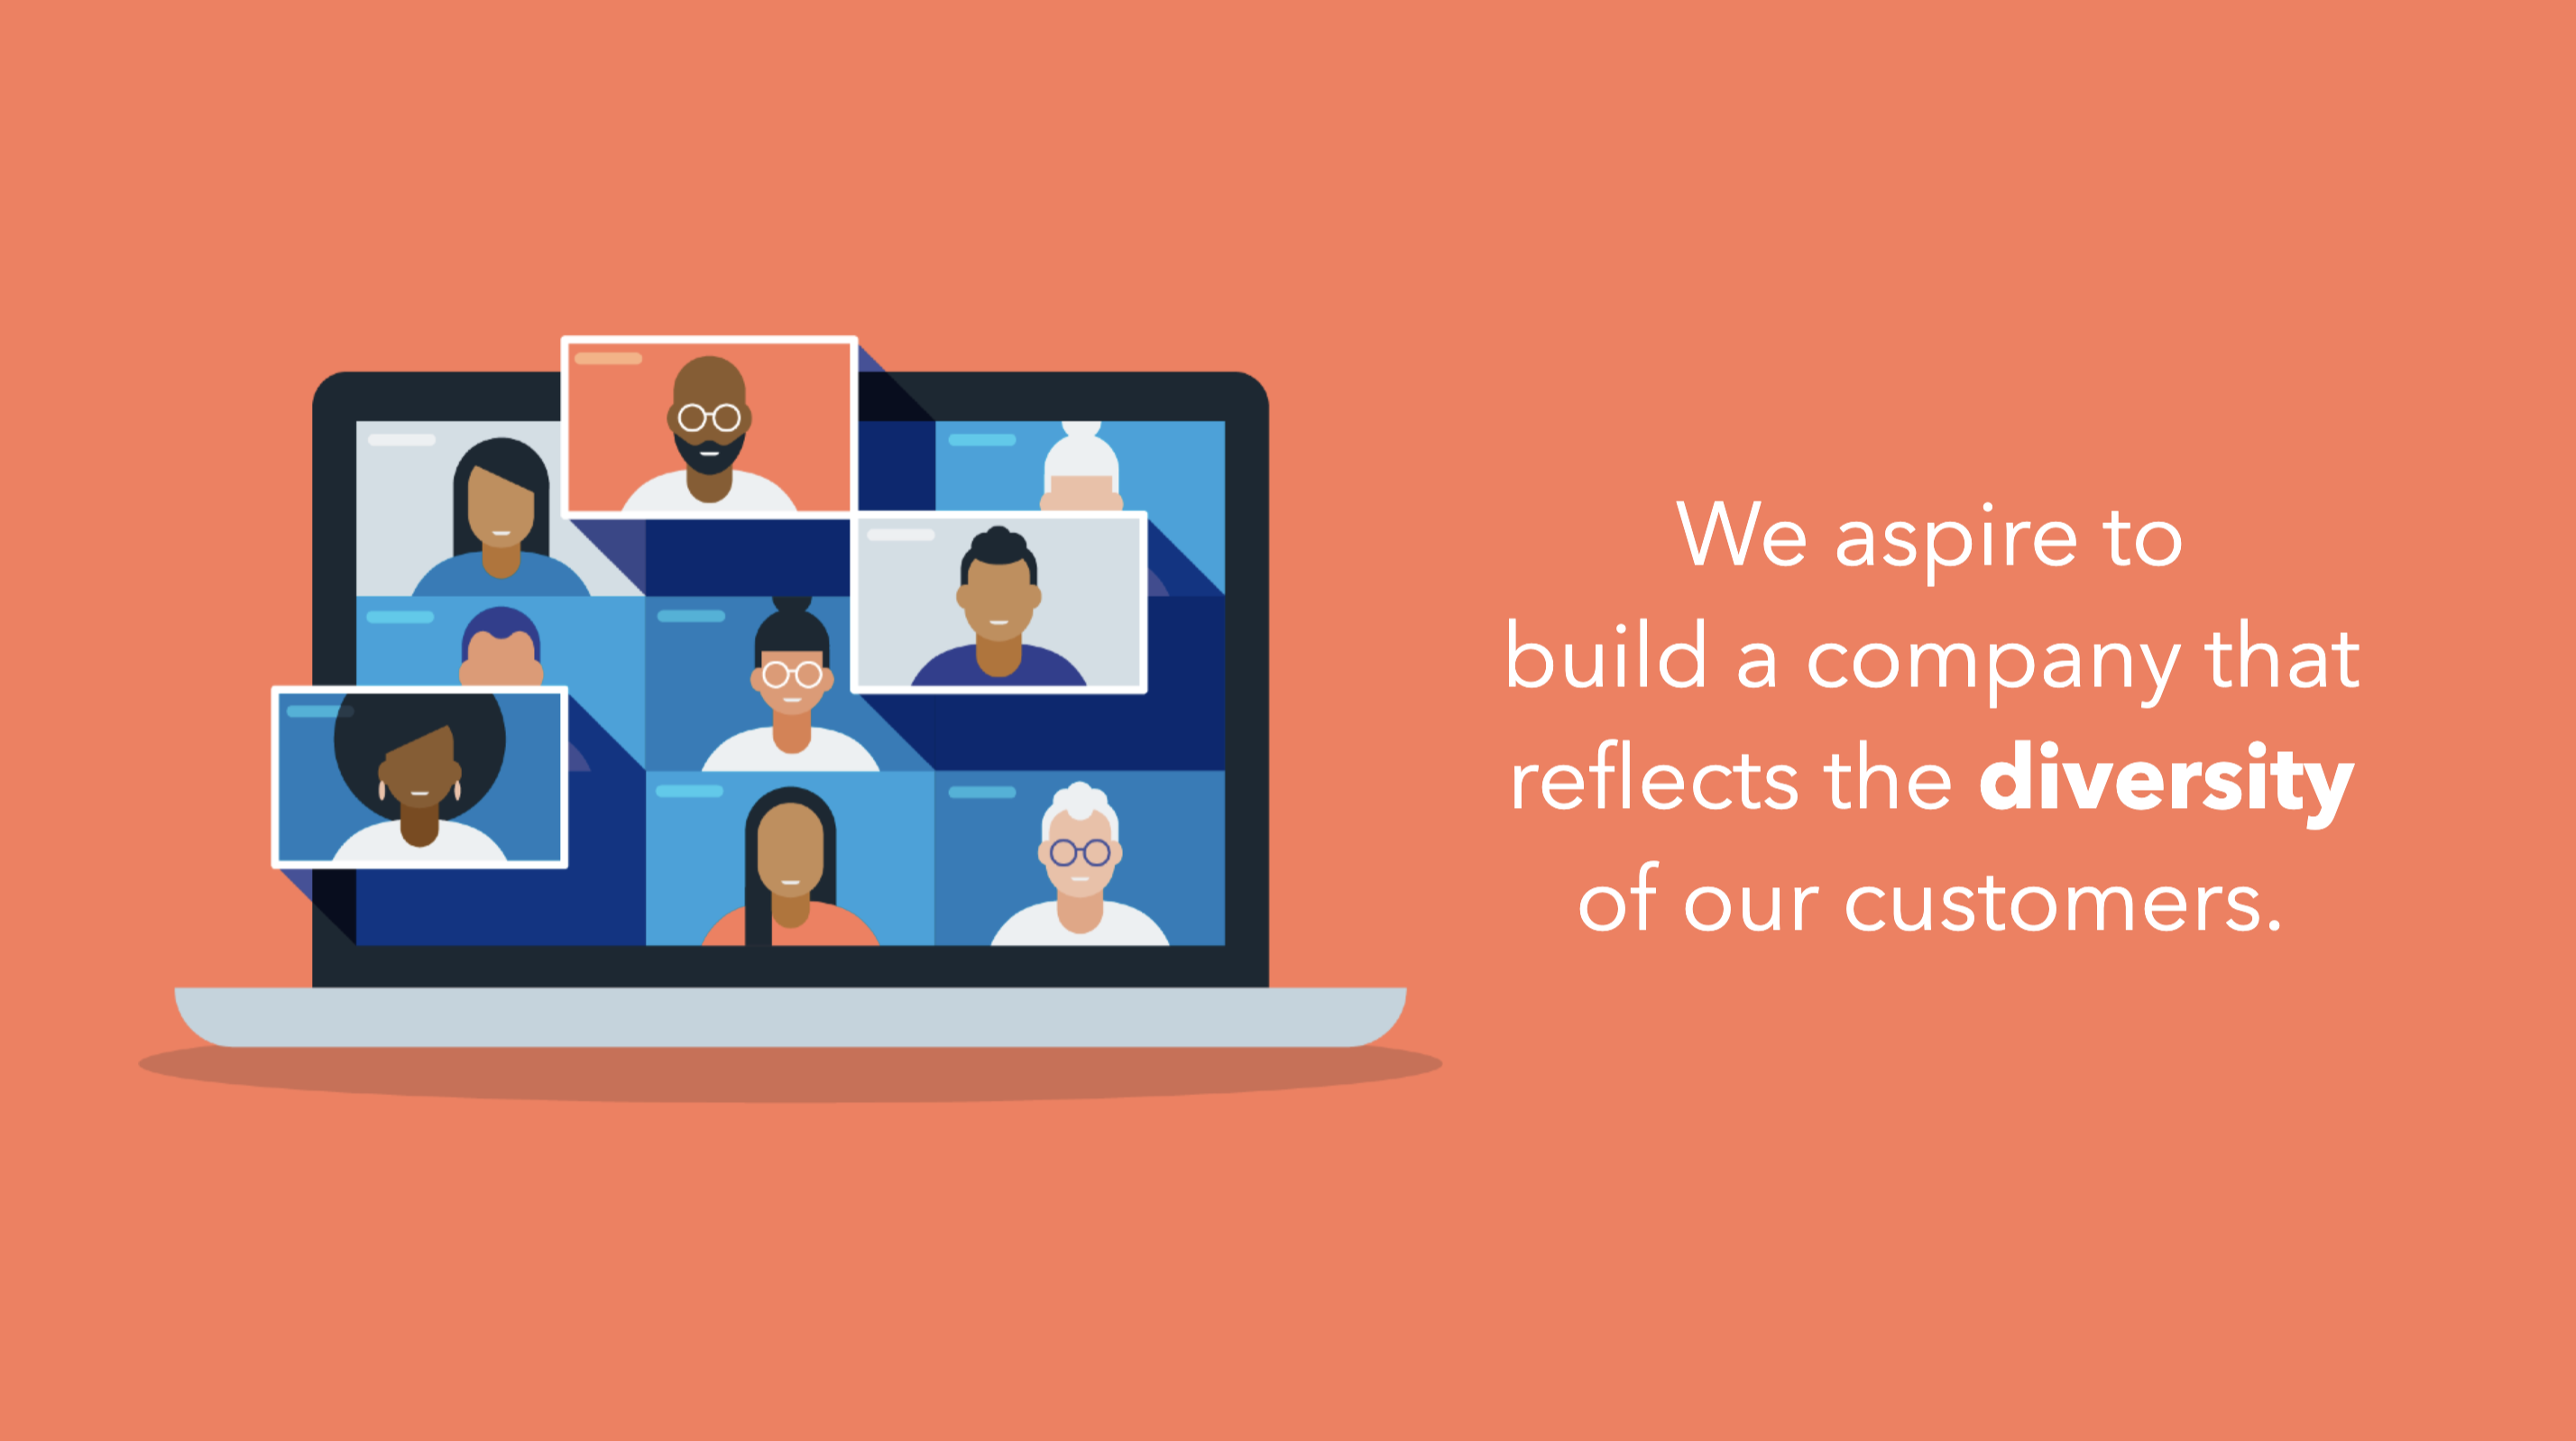 We aspire to
build a company that
reflects the diversity
of our customers.